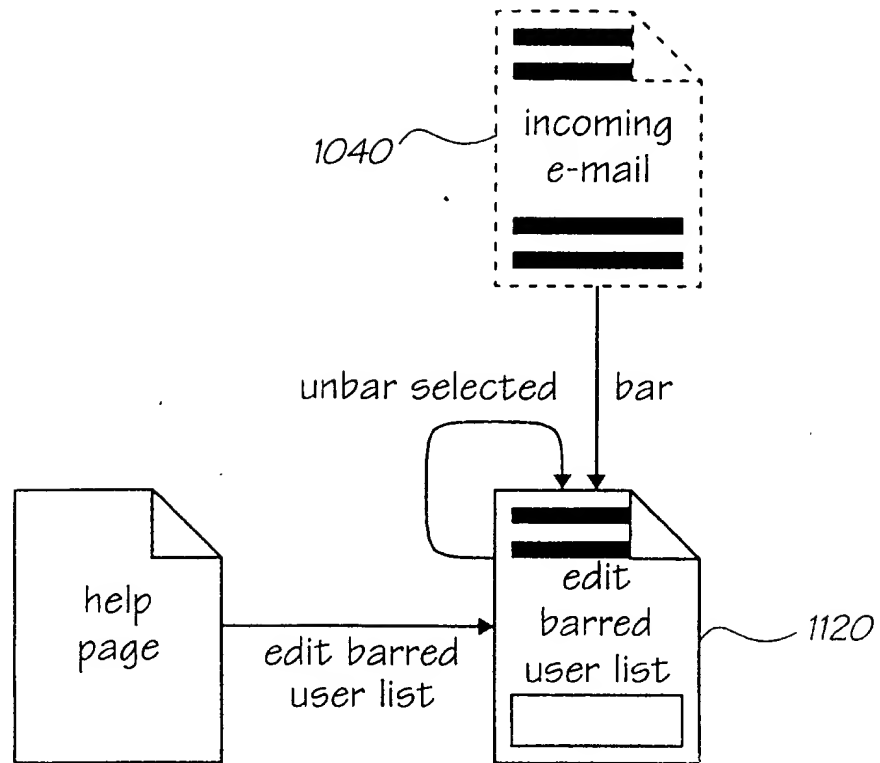 incoming
e-mail
1040
unbar selected
bar
help
page
edit barred
user list
edit
barred
user list
1120